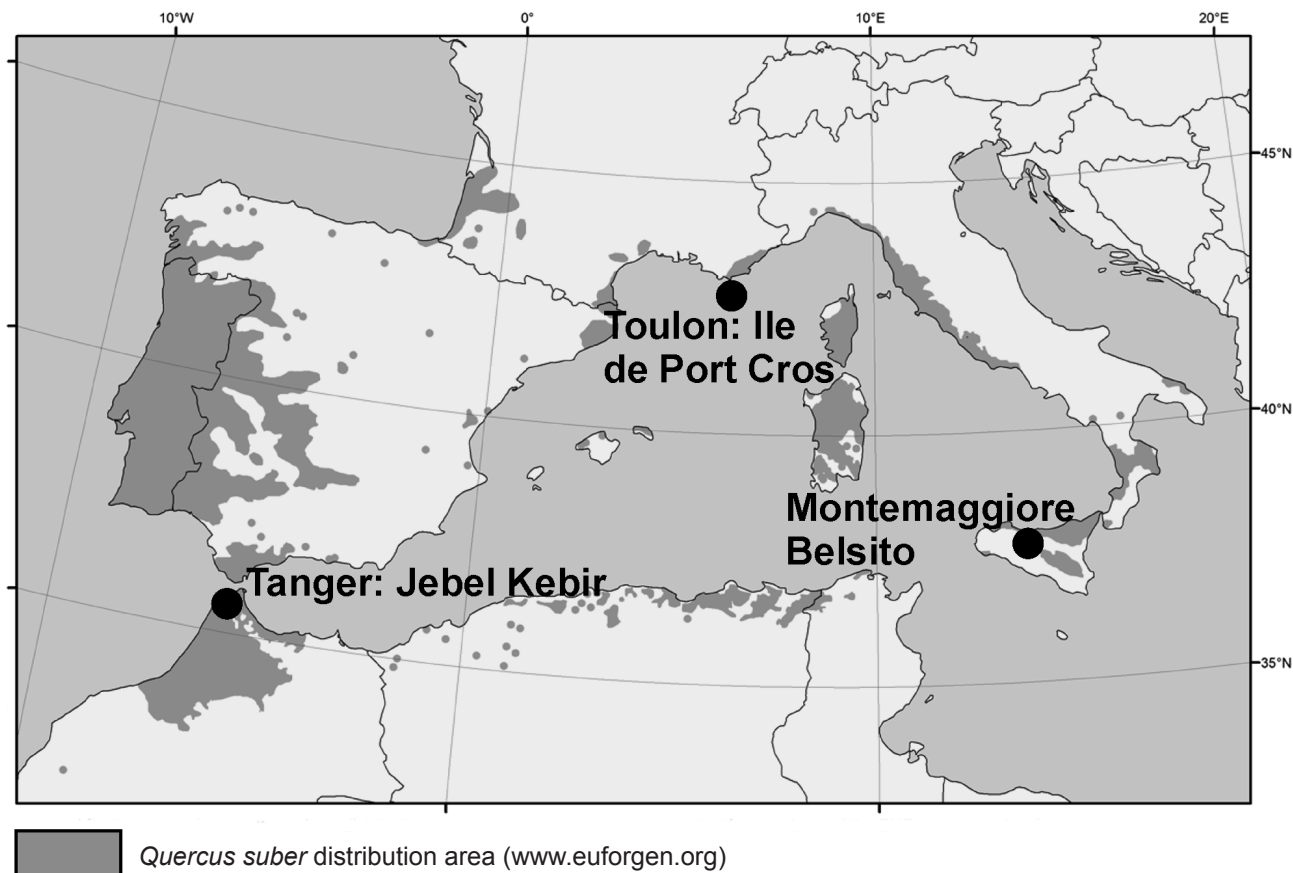 10°W 0° 10°E 20°E
45°N
Toulon: Ile
de Port Cros
40°N
Montemaggiore
Belsito
Tanger: Jebel Kebir
35°N
Quercus suber distribution area (www.euforgen.org)